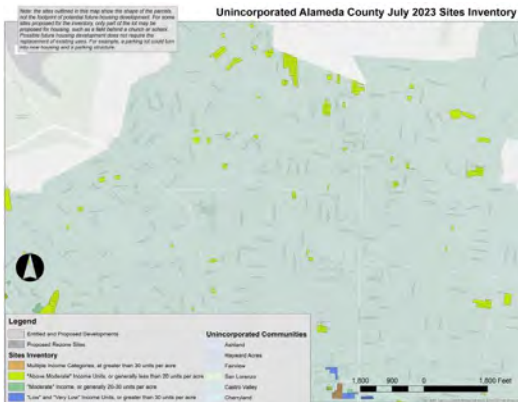 Unincorporated Alameda County July 2023 Sites Inventory
Note: the sites outlined in this map show the shape of the parcels,
not the footprint of potential future housing development. For some
sites proposed for the inventory, only part of the lot may be
proposed for housing, such as a field behind a church or school.
Possible future housing development does not require the
replacement of existing uses. For example, a parking lot could turn
into new housing and a parking structure.
Legend
Entitled and Proposed Developments
Proposed Rezone Sites
Sites Inventory
Multiple Income Categories, at greater than 30 units per acre
"Above Moderate" Income Units, or generally less than 20 units per acre
"Moderate" Income, or generally 20-30 units per acre
"Low" and "Very Low" Income Units, or greater than 30 units per acre
Unincorporated Communities
Ashland
Hayward Acres
Fairview
San Lorenzo
Castro Valley
Cherryland
1,800 900 0 1,800 Feet